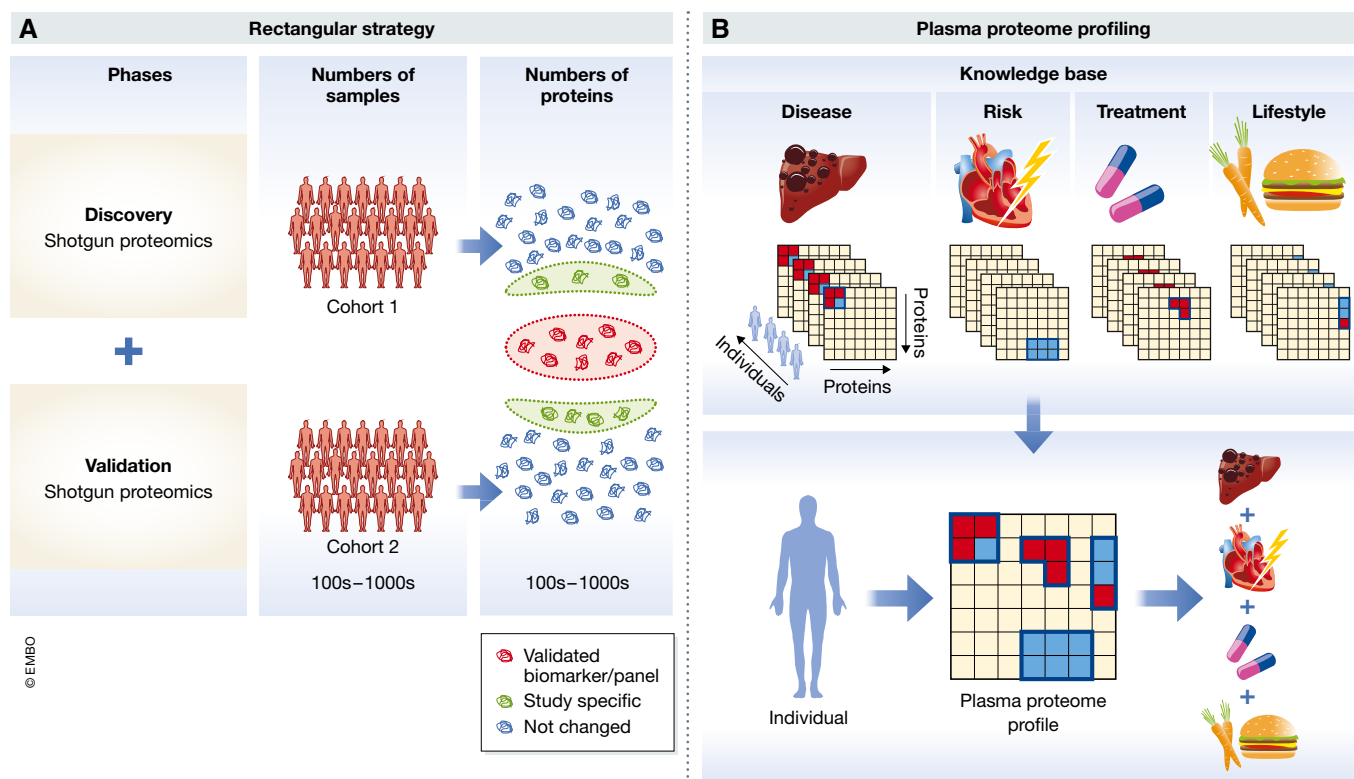 A
Rectangular strategy
Phases
Numbers of
samples
Numbers of
proteins
Discovery
Shotgun proteomics
Cohort 1
Validation
Shotgun proteomics
Cohort 2
100s–1000s
100s–1000s
Validated
biomarker/panel
Study specific
Not changed
© EMBO
B
Plasma proteome profiling
Knowledge base
Disease
Risk
Treatment
Lifestyle
Proteins
Individuals
Proteins
Individual
Plasma proteome
profile